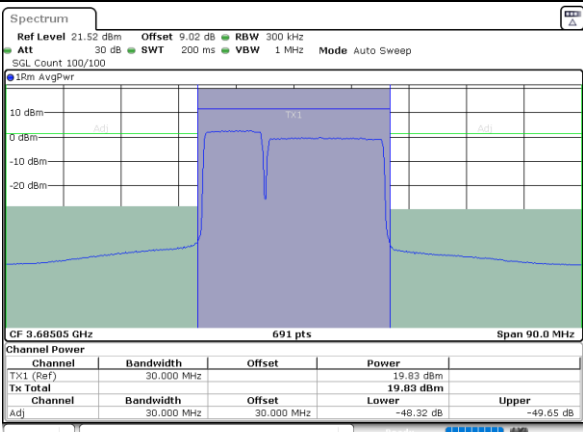 Spectrum
Ref Level 21.52 dBm Offset 9.02 dB RBW 300 kHz
Att 30 dB SWT 200 ms VBW 1 MHz Mode Auto Sweep
SGL Count 100/100
1Rm AvgPwr
TX1
10 dBm
Adj Adj
0 dBm
-10 dBm
-20 dBm
CF 3.68505 GHz 691 pts Span 90.0 MHz
Channel Power
Channel Bandwidth Offset Power
TX1 (Ref) 30.000 MHz 19.83 dBm
Tx Total 19.83 dBm
Channel Bandwidth Offset Lower Upper
Adj 30.000 MHz 30.000 MHz -48.32 dB -49.65 dB